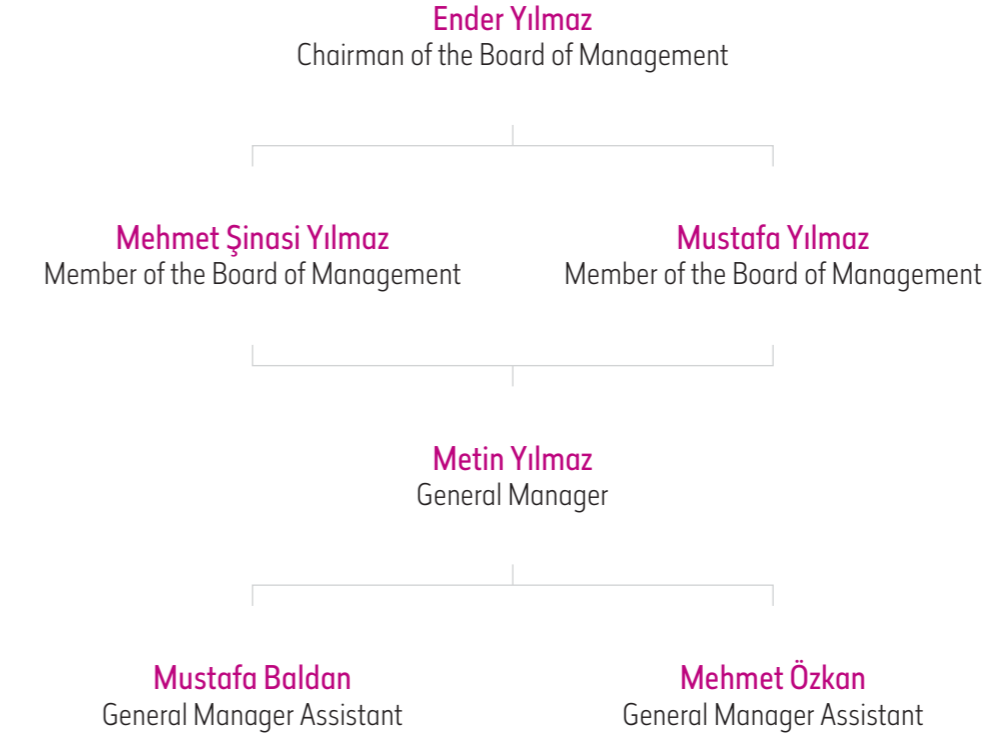 Ender Yılmaz
Chairman of the Board of Management
Mehmet Şinasi Yılmaz
Member of the Board of Management
Mustafa Yılmaz
Member of the Board of Management
Metin Yılmaz
General Manager
Mustafa Baldan
General Manager Assistant
Mehmet Özkan
General Manager Assistant